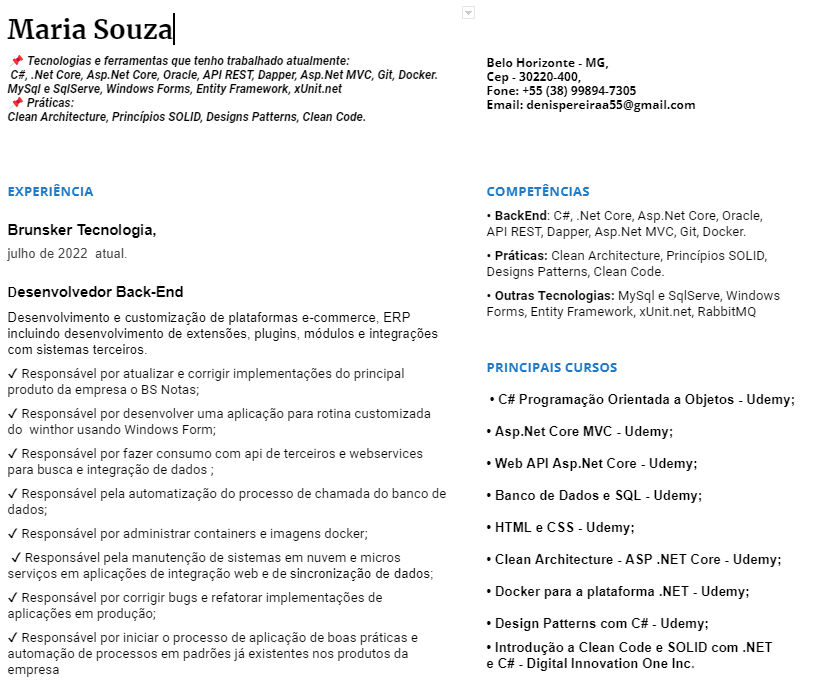 Maria Souza
📌 Tecnologias e ferramentas que tenho trabalhado atualmente:
C#, .Net Core, Asp.Net Core, Oracle, API REST, Dapper, Asp.Net MVC, Git, Docker.
MySql e SqlServe, Windows Forms, Entity Framework, xUnit.net
📌 Práticas:
Clean Architecture, Princípios SOLID, Designs Patterns, Clean Code.
Belo Horizonte - MG,
Cep - 30220-400,
Fone: +55 (38) 99894-7305
Email: denispereiraa55@gmail.com
EXPERIÊNCIA
Brunsker Tecnologia,
julho de 2022  atual.
Desenvolvedor Back-End
Desenvolvimento e customização de plataformas e-commerce, ERP
incluindo desenvolvimento de extensões, plugins, módulos e integrações
com sistemas terceiros.
✓ Responsável por atualizar e corrigir implementações do principal
produto da empresa o BS Notas;
✓ Responsável por desenvolver uma aplicação para rotina customizada
do  winthor usando Windows Form;
✓ Responsável por fazer consumo com api de terceiros e webservices
para busca e integração de dados ;
✓ Responsável pela automatização do processo de chamada do banco de
dados;
✓ Responsável por administrar containers e imagens docker;
✓ Responsável pela manutenção de sistemas em nuvem e micros
serviços em aplicações de integração web e de sincronização de dados;
✓ Responsável por corrigir bugs e refatorar implementações de
aplicações em produção;
✓ Responsável por iniciar o processo de aplicação de boas práticas e
automação de processos em padrões já existentes nos produtos da
empresa
COMPETÊNCIAS
• BackEnd: C#, .Net Core, Asp.Net Core, Oracle,
API REST, Dapper, Asp.Net MVC, Git, Docker.
• Práticas: Clean Architecture, Princípios SOLID,
Designs Patterns, Clean Code.
• Outras Tecnologias: MySql e SqlServe, Windows
Forms, Entity Framework, xUnit.net, RabbitMQ
PRINCIPAIS CURSOS
• C# Programação Orientada a Objetos - Udemy;
• Asp.Net Core MVC - Udemy;
• Web API Asp.Net Core - Udemy;
• Banco de Dados e SQL - Udemy;
• HTML e CSS - Udemy;
• Clean Architecture - ASP .NET Core - Udemy;
• Docker para a plataforma .NET - Udemy;
• Design Patterns com C# - Udemy;
• Introdução a Clean Code e SOLID com .NET
e C# - Digital Innovation One Inc.